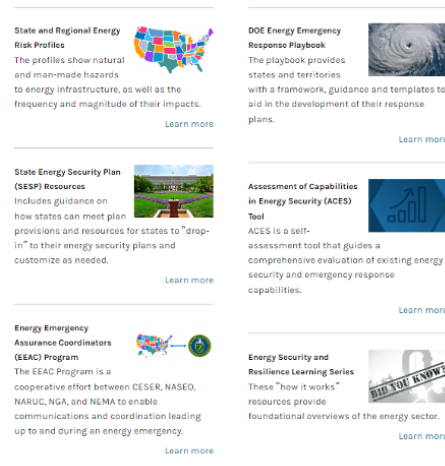 State and Regional Energy
Risk Profiles
The profiles show natural
and man-made hazards
to energy infrastructure, as well as the
frequency and magnitude of their impacts.
Learn more
State Energy Security Plan
(SESP) Resources
Includes guidance on
how states can meet plan
provisions and resources for states to "drop-
in" to their energy security plans and
customize as needed.
Learn more
Energy Emergency
Assurance Coordinators
(EEAC) Program
The EEAC Program is a
cooperative effort between CESER, NASEO,
NARUC, NGA, and NEMA to enable
communications and coordination leading
up to and during an energy emergency.
Learn more
DOE Energy Emergency
Response Playbook
The playbook provides
states and territories
with a framework, guidance and templates to
aid in the development of their response
plans.
Learn more
Assessment of Capabilities
in Energy Security (ACES)
Tool
ACES is a self-
assessment tool that guides a
comprehensive evaluation of existing energy
security and emergency response
capabilities.
Learn more
Energy Security and
Resilience Learning Series
These "how it works"
resources provide
foundational overviews of the energy sector.
Learn more
DID YOU KNOW?